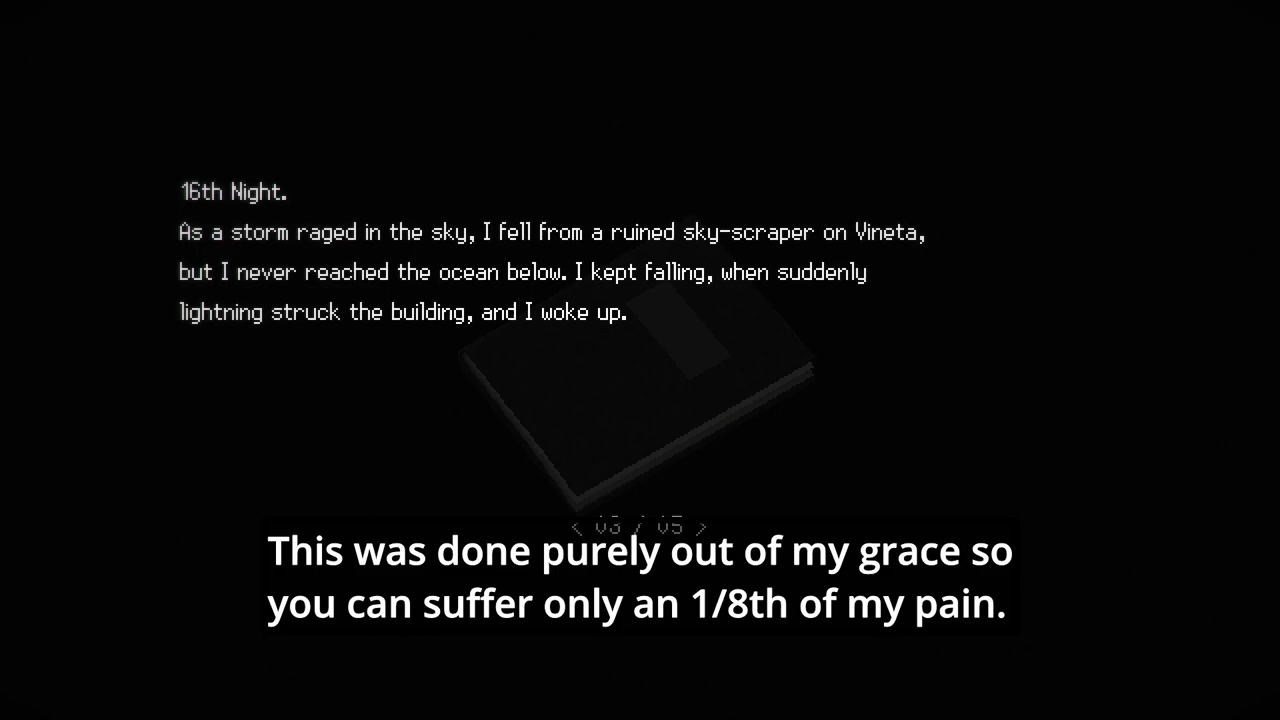 16th Night.
As a storm raged in the sky, I fell from a ruined sky-scraper on Vineta,
but I never reached the ocean below. I kept falling, when suddenly
lightning struck the building, and I woke up.
< 03 / 05 >
This was done purely out of my grace so
you can suffer only an 1/8th of my pain.